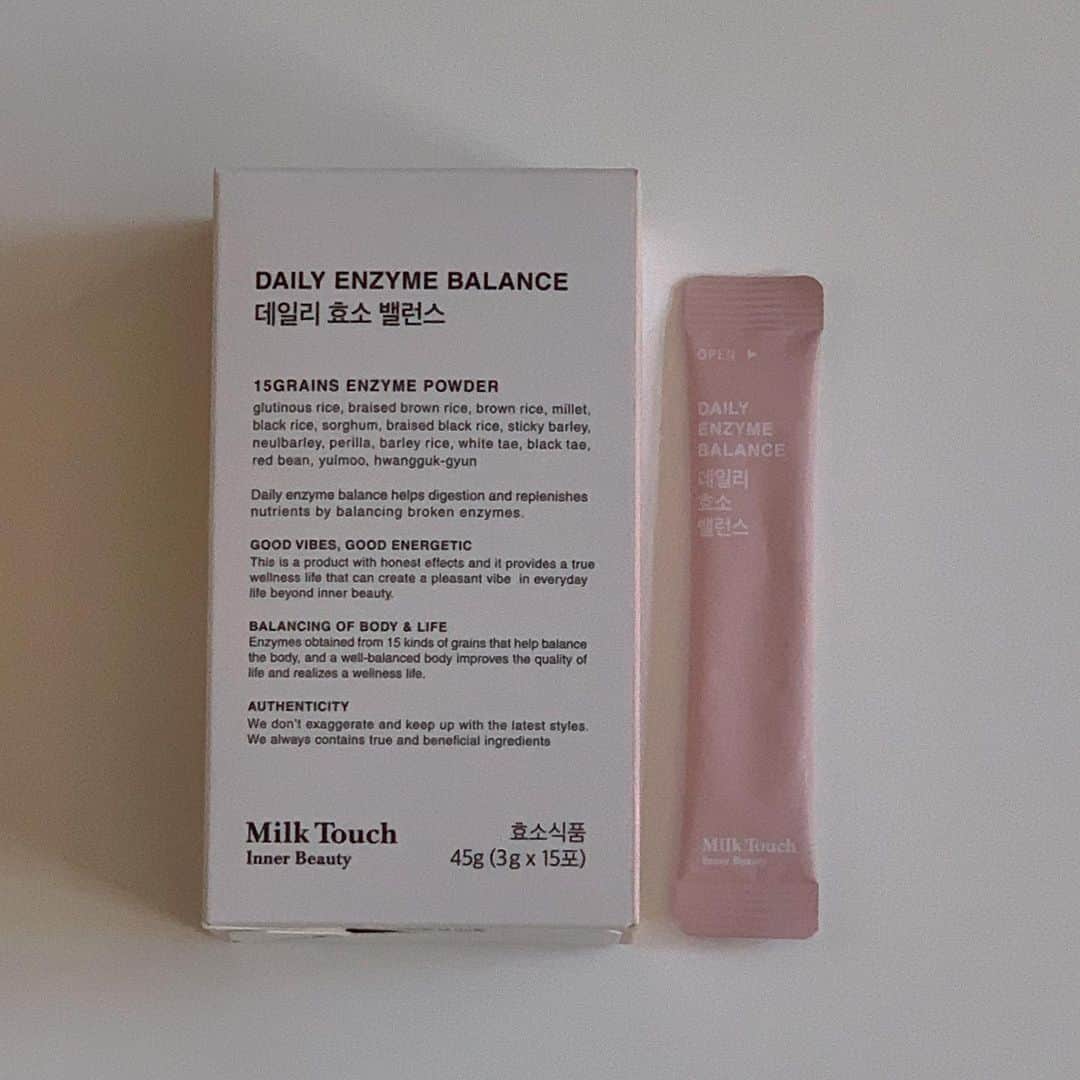 DAILY ENZYME BALANCE
데일리 효소 밸런스
15GRAINS ENZYME POWDER
glutinous rice, braised brown rice, brown rice, millet,
black rice, sorghum, braised black rice, sticky barley,
neulbarley, perilla, barley rice, white tae, black tae,
red bean, yulmoo, hwangguk-gyun
Daily enzyme balance helps digestion and replenishes
nutrients by balancing broken enzymes.
GOOD VIBES, GOOD ENERGETIC
This is a product with honest effects and it provides a true
wellness life that can create a pleasant vibe in everyday
life beyond inner beauty.
BALANCING OF BODY & LIFE
Enzymes obtained from 15 kinds of grains that help balance
the body, and a well-balanced body improves the quality of
life and realizes a wellness life.
AUTHENTICITY
We don't exaggerate and keep up with the latest styles.
We always contains true and beneficial ingredients
Milk Touch
Inner Beauty
효소식품
45g (3g x 15포)
OPEN ▶
DAILY
ENZYME
BALANCE
데일리
효소
밸런스
Milk Touch
Inner Beauty